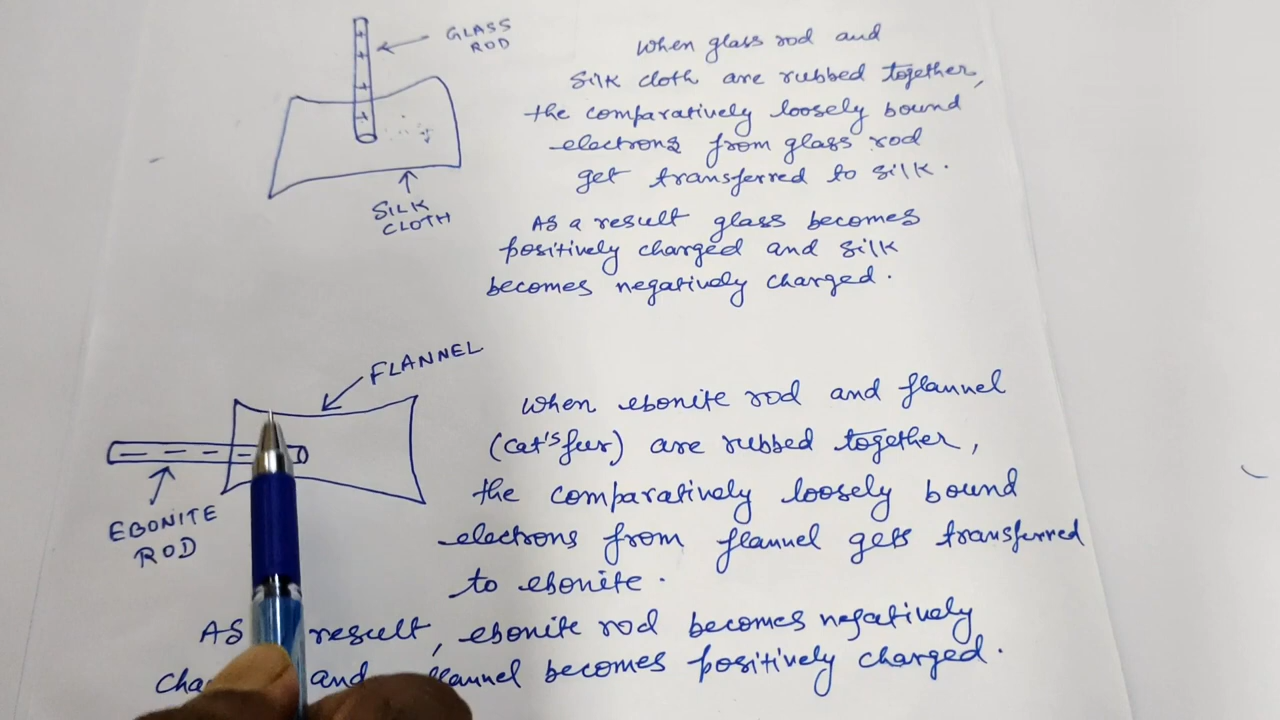 GLASS
ROD
SILK
CLOTH
When glass rod and
silk cloth are rubbed together,
the comparatively loosely bound
electrons from glass rod
get transferred to silk.
As a result glass becomes
positively charged and silk
becomes negatively charged.
FLANNEL
EBONITE
ROD
When ebonite rod and flannel
(cat's fur) are rubbed together,
the comparatively loosely bound
electrons from flannel gets transferred
to ebonite.
As result, ebonite rod becomes negatively
and becomes positively charged.